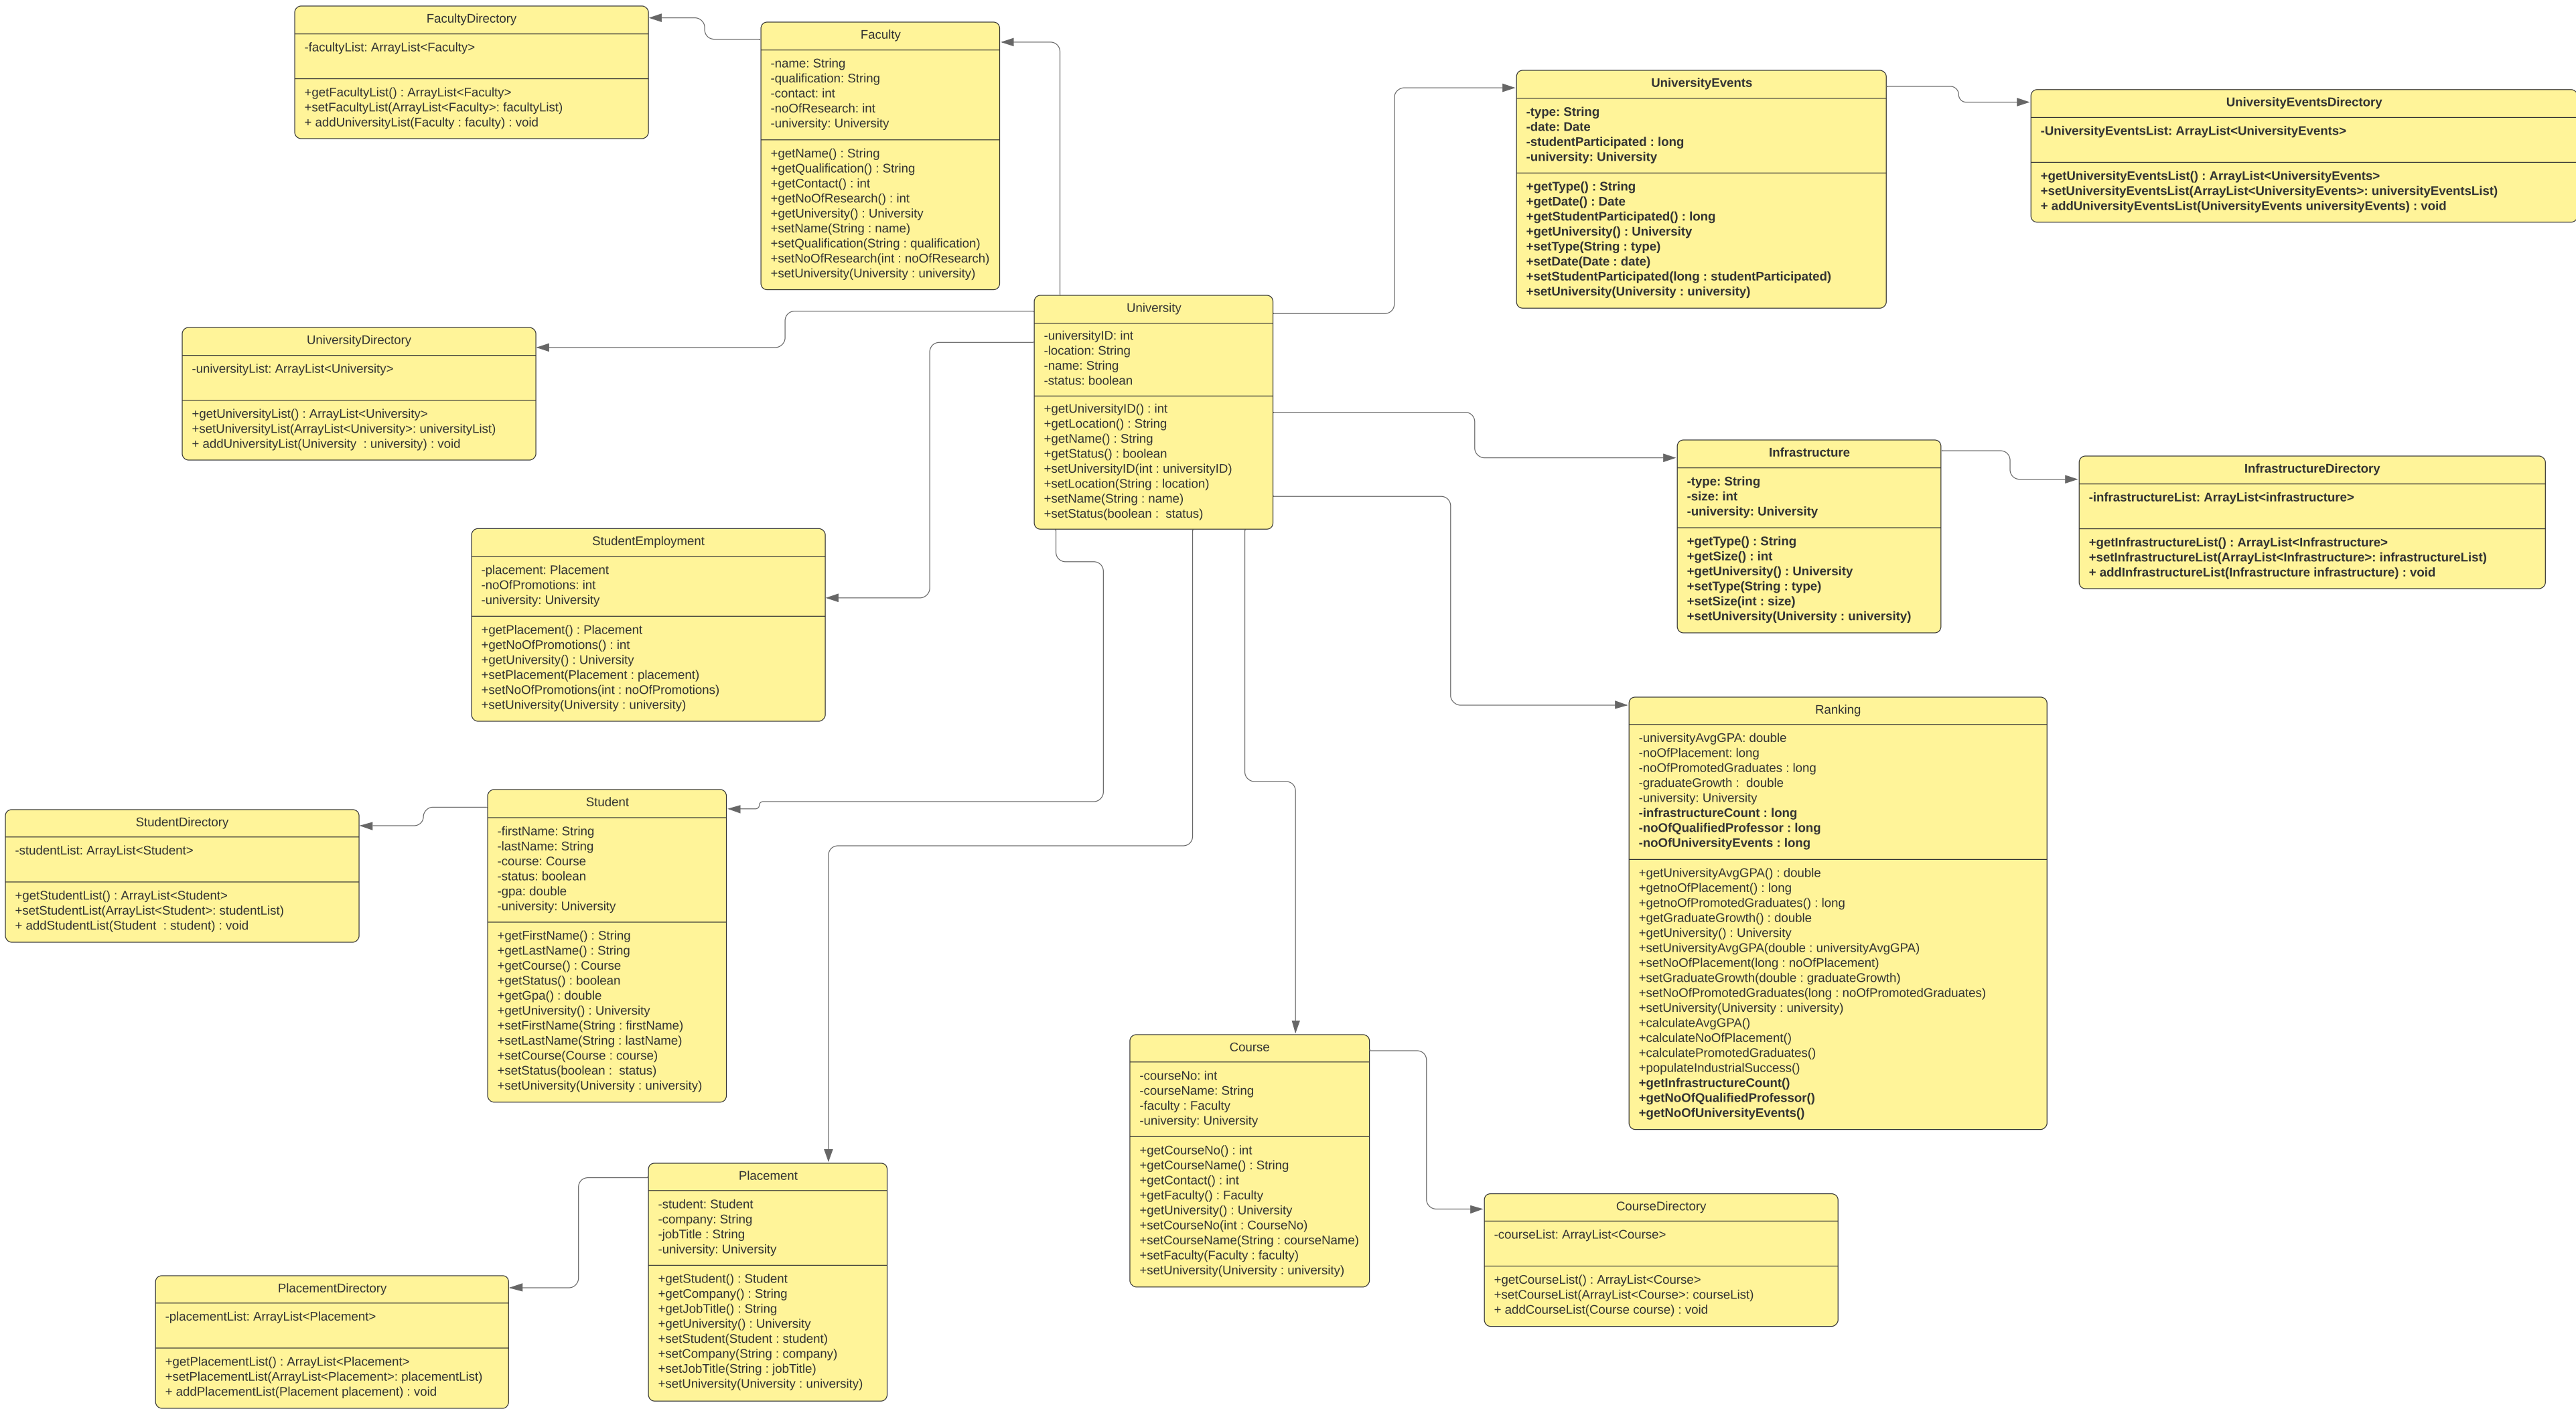 FacultyDirectory
-facultyList: ArrayList<Faculty>
+getFacultyList() : ArrayList<Faculty>
+setFacultyList(ArrayList<Faculty>: facultyList)
+ addUniversityList(Faculty : faculty) : void
Faculty
-name: String
-qualification: String
-contact: int
-noOfResearch: int
-university: University
+getName() : String
+getQualification() : String
+getContact() : int
+getNoOfResearch() : int
+getUniversity() : University
+setName(String : name)
+setQualification(String : qualification)
+setNoOfResearch(int : noOfResearch)
+setUniversity(University : university)
UniversityEvents
-type: String
-date: Date
-studentParticipated : long
-university: University
+getType() : String
+getDate() : Date
+getStudentParticipated() : long
+getUniversity() : University
+setType(String : type)
+setDate(Date : date)
+setStudentParticipated(long : studentParticipated)
+setUniversity(University : university)
UniversityEventsDirectory
-UniversityEventsList: ArrayList<UniversityEvents>
+getUniversityEventsList() : ArrayList<UniversityEvents>
+setUniversityEventsList(ArrayList<UniversityEvents>: universityEventsList)
+ addUniversityEventsList(UniversityEvents universityEvents) : void
University
-universityID: int
-location: String
-name: String
-status: boolean
+getUniversityID() : int
+getLocation() : String
+getName() : String
+getStatus() : boolean
+setUniversityID(int : universityID)
+setLocation(String : location)
+setName(String : name)
+setStatus(boolean :  status)
UniversityDirectory
-universityList: ArrayList<University>
+getUniversityList() : ArrayList<University>
+setUniversityList(ArrayList<University>: universityList)
+ addUniversityList(University  : university) : void
Infrastructure
-type: String
-size: int
-university: University
+getType() : String
+getSize() : int
+getUniversity() : University
+setType(String : type)
+setSize(int : size)
+setUniversity(University : university)
InfrastructureDirectory
-infrastructureList: ArrayList<infrastructure>
+getInfrastructureList() : ArrayList<Infrastructure>
+setInfrastructureList(ArrayList<Infrastructure>: infrastructureList)
+ addInfrastructureList(Infrastructure infrastructure) : void
StudentEmployment
-placement: Placement
-noOfPromotions: int
-university: University
+getPlacement() : Placement
+getNoOfPromotions() : int
+getUniversity() : University
+setPlacement(Placement : placement)
+setNoOfPromotions(int : noOfPromotions)
+setUniversity(University : university)
Ranking
-universityAvgGPA: double
-noOfPlacement: long
-noOfPromotedGraduates : long
-graduateGrowth :  double
-university: University
-infrastructureCount : long
-noOfQualifiedProfessor : long
-noOfUniversityEvents : long
+getUniversityAvgGPA() : double
+getnoOfPlacement() : long
+getnoOfPromotedGraduates() : long
+getGraduateGrowth() : double
+getUniversity() : University
+setUniversityAvgGPA(double : universityAvgGPA)
+setNoOfPlacement(long : noOfPlacement)
+setGraduateGrowth(double : graduateGrowth)
+setNoOfPromotedGraduates(long : noOfPromotedGraduates)
+setUniversity(University : university)
+calculateAvgGPA()
+calculateNoOfPlacement()
+calculatePromotedGraduates()
+populateIndustrialSuccess()
+getInfrastructureCount()
+getNoOfQualifiedProfessor()
+getNoOfUniversityEvents()
StudentDirectory
-studentList: ArrayList<Student>
+getStudentList() : ArrayList<Student>
+setStudentList(ArrayList<Student>: studentList)
+ addStudentList(Student  : student) : void
Student
-firstName: String
-lastName: String
-course: Course
-status: boolean
-gpa: double
-university: University
+getFirstName() : String
+getLastName() : String
+getCourse() : Course
+getStatus() : boolean
+getGpa() : double
+getUniversity() : University
+setFirstName(String : firstName)
+setLastName(String : lastName)
+setCourse(Course : course)
+setStatus(boolean :  status)
+setUniversity(University : university)
Course
-courseNo: int
-courseName: String
-faculty : Faculty
-university: University
+getCourseNo() : int
+getCourseName() : String
+getContact() : int
+getFaculty() : Faculty
+getUniversity() : University
+setCourseNo(int : CourseNo)
+setCourseName(String : courseName)
+setFaculty(Faculty : faculty)
+setUniversity(University : university)
CourseDirectory
-courseList: ArrayList<Course>
+getCourseList() : ArrayList<Course>
+setCourseList(ArrayList<Course>: courseList)
+ addCourseList(Course course) : void
Placement
-student: Student
-company: String
-jobTitle : String
-university: University
+getStudent() : Student
+getCompany() : String
+getJobTitle() : String
+getUniversity() : University
+setStudent(Student : student)
+setCompany(String : company)
+setJobTitle(String : jobTitle)
+setUniversity(University : university)
PlacementDirectory
-placementList: ArrayList<Placement>
+getPlacementList() : ArrayList<Placement>
+setPlacementList(ArrayList<Placement>: placementList)
+ addPlacementList(Placement placement) : void